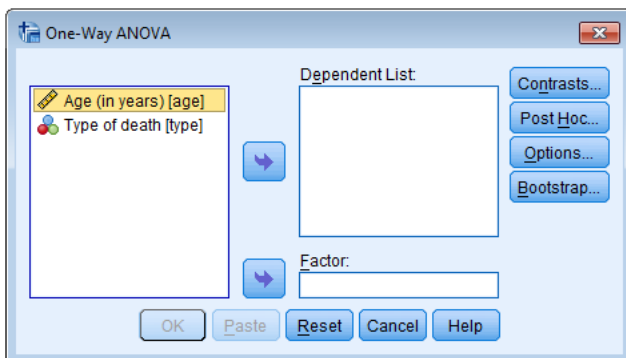 One-Way ANOVA
Age (in years) [age]
Type of death [type]
Dependent List:
Factor:
Contrasts...
Post Hoc...
Options...
Bootstrap...
OK
Paste
Reset
Cancel
Help